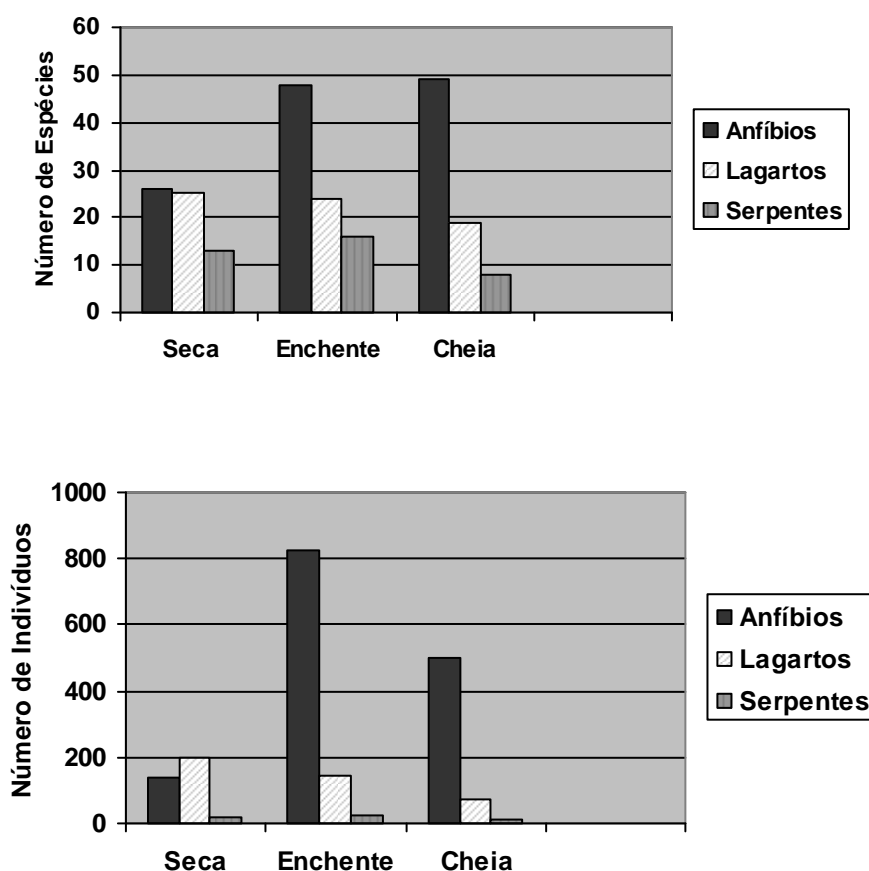 Número de Espécies
60
50
40
30
20
10
0
Seca Enchente Cheia
Anfíbios
Lagartos
Serpentes
Número de Indivíduos
1000
800
600
400
200
0
Seca Enchente Cheia
Anfíbios
Lagartos
Serpentes